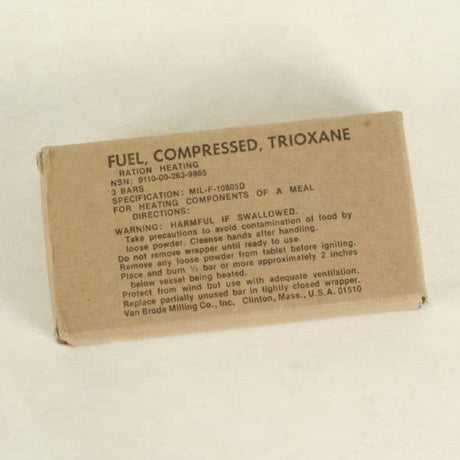 FUEL, COMPRESSED, TRIOXANE
RATION HEATING
NSN: 9110-00-263-9865
3 BARS
SPECIFICATION: MIL-F-10805D
FOR HEATING COMPONENTS OF A MEAL
DIRECTIONS:
WARNING: HARMFUL IF SWALLOWED.
Take precautions to avoid contamination of food by
loose powder. Cleanse hands after handling.
Do not remove wrapper until ready to use.
Remove any loose powder from tablet before igniting.
Place and burn ½ bar or more approximately 2 inches
below vessel being heated.
Protect from wind but use with adequate ventilation.
Replace partially unused bar in tightly closed wrapper.
Van Brode Milling Co., Inc. Clinton, Mass., U.S.A. 01510